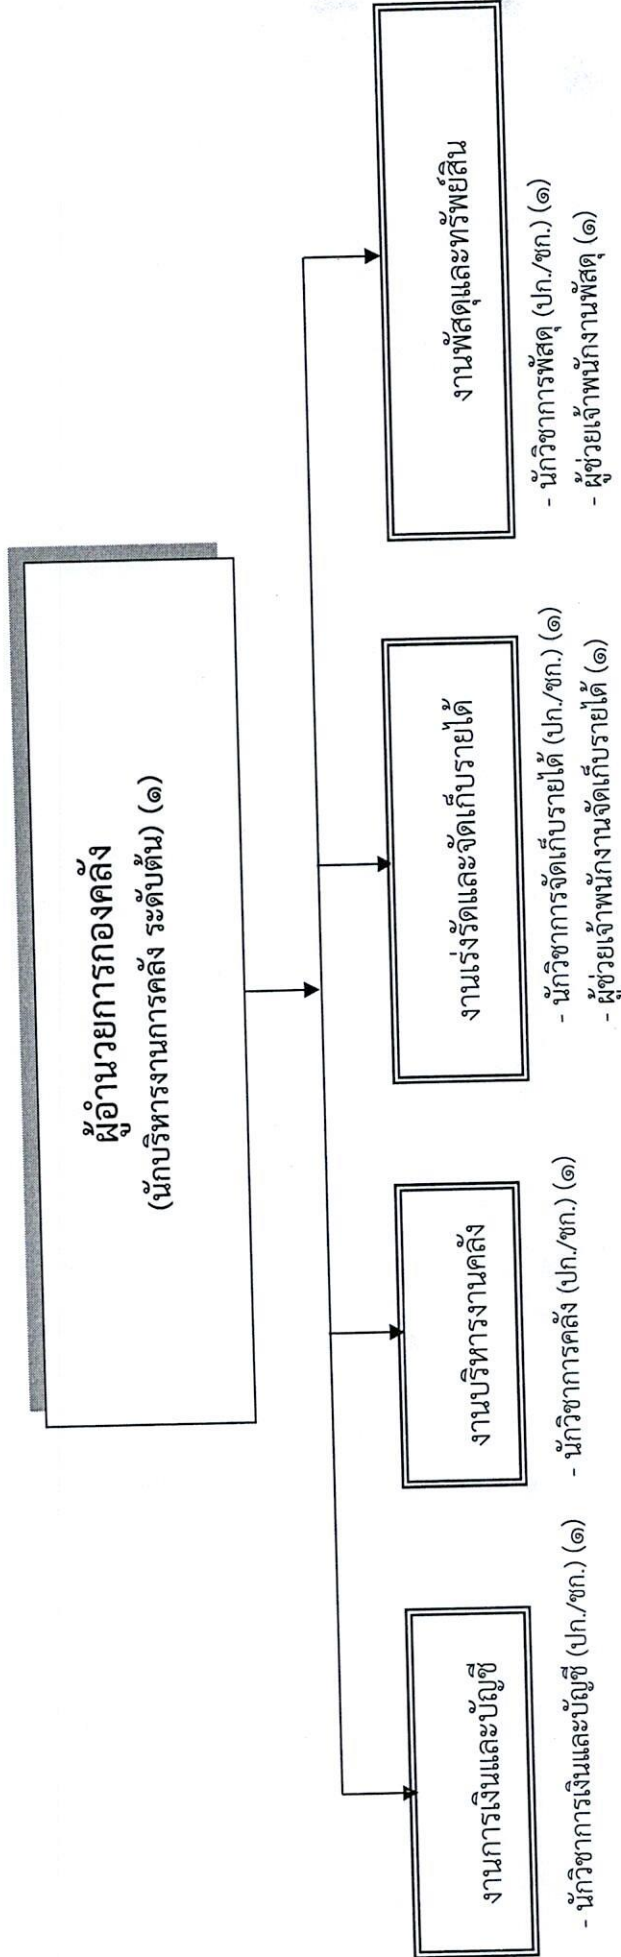 ผู้อำนวยการกองคลัง
(นักบริหารงานการคลัง ระดับต้น) (๑)
งานการเงินและบัญชี
- นักวิชาการเงินและบัญชี (ปก./ชก.) (๑)
งานบริหารงานคลัง
- นักวิชาการคลัง (ปก./ชก.) (๑)
งานเร่งรัดและจัดเก็บรายได้
- นักวิชาการจัดเก็บรายได้ (ปก./ชก.) (๑)
- ผู้ช่วยเจ้าพนักงานจัดเก็บรายได้ (๑)
งานพัสดุและทรัพย์สิน
- นักวิชาการพัสดุ (ปก./ชก.) (๑)
- ผู้ช่วยเจ้าพนักงานพัสดุ (๑)